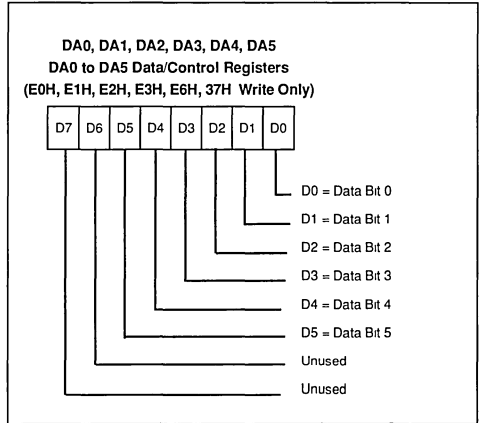 DA0, DA1, DA2, DA3, DA4, DA5
DA0 to DA5 Data/Control Registers
(E0H, E1H, E2H, E3H, E6H, 37H Write Only)
D7 D6 D5 D4 D3 D2 D1 D0
D0 = Data Bit 0
D1 = Data Bit 1
D2 = Data Bit 2
D3 = Data Bit 3
D4 = Data Bit 4
D5 = Data Bit 5
Unused
Unused